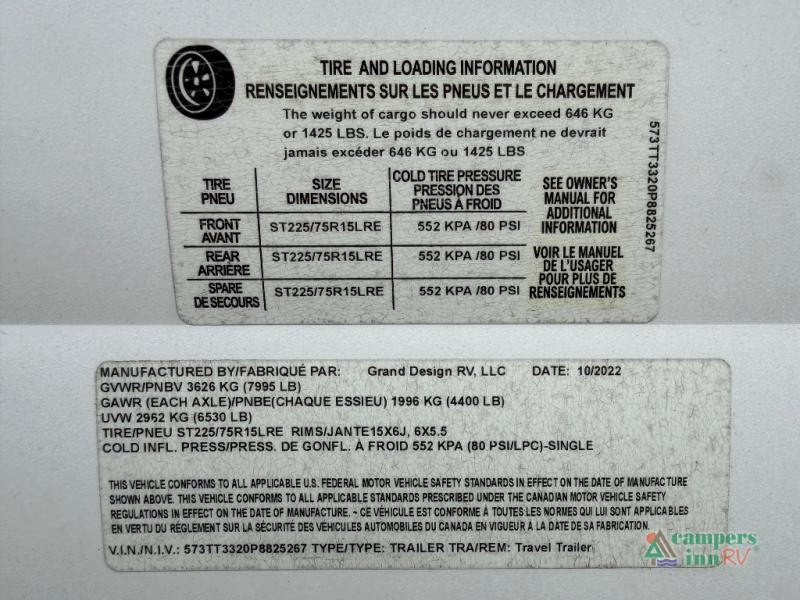 TIRE AND LOADING INFORMATION
RENSEIGNEMENTS SUR LES PNEUS ET LE CHARGEMENT
The weight of cargo should never exceed 646 KG
or 1425 LBS. Le poids de chargement ne devrait
jamais excéder 646 KG ou 1425 LBS
TIRE
PNEU
SIZE
DIMENSIONS
COLD TIRE PRESSURE
PRESSION DES
PNEUS À FROID
SEE OWNER'S
MANUAL FOR
ADDITIONAL
INFORMATION
FRONT
AVANT
ST225/75R15LRE
552 KPA /80 PSI
REAR
ARRIÈRE
ST225/75R15LRE
552 KPA /80 PSI
VOIR LE MANUEL
DE L'USAGER
POUR PLUS DE
RENSEIGNEMENTS
SPARE
DE SECOURS
ST225/75R15LRE
552 KPA /80 PSI
573TT3320P8825267
MANUFACTURED BY/FABRIQUÉ PAR: Grand Design RV, LLC DATE: 10/2022
GVWR/PNBV 3626 KG (7995 LB)
GAWR (EACH AXLE)/PNBE(CHAQUE ESSIEU) 1996 KG (4400 LB)
UVW 2962 KG (6530 LB)
TIRE/PNEU ST225/75R15LRE RIMS/JANTE15X6J, 6X5.5
COLD INFL. PRESS/PRESS. DE GONFL. À FROID 552 KPA (80 PSI/LPC)-SINGLE
THIS VEHICLE CONFORMS TO ALL APPLICABLE U.S. FEDERAL MOTOR VEHICLE SAFETY STANDARDS IN EFFECT ON THE DATE OF MANUFACTURE
SHOWN ABOVE. THIS VEHICLE CONFORMS TO ALL APPLICABLE STANDARDS PRESCRIBED UNDER THE CANADIAN MOTOR VEHICLE SAFETY
REGULATIONS IN EFFECT ON THE DATE OF MANUFACTURE. ~ CE VÉHICULE EST CONFORME À TOUTES LES NORMES QUI LUI SONT APPLICABLES
EN VERTU DU RÉGLEMENT SUR LA SÉCURITÉ DES VÉHICULES AUTOMOBILES DU CANADA EN VIGUEUR À LA DATE DE SA FABRICATION.
V.I.N./N.I.V.: 573TT3320P8825267 TYPE/TYPE: TRAILER TRA/REM: Travel Trailer
campers
inn RV